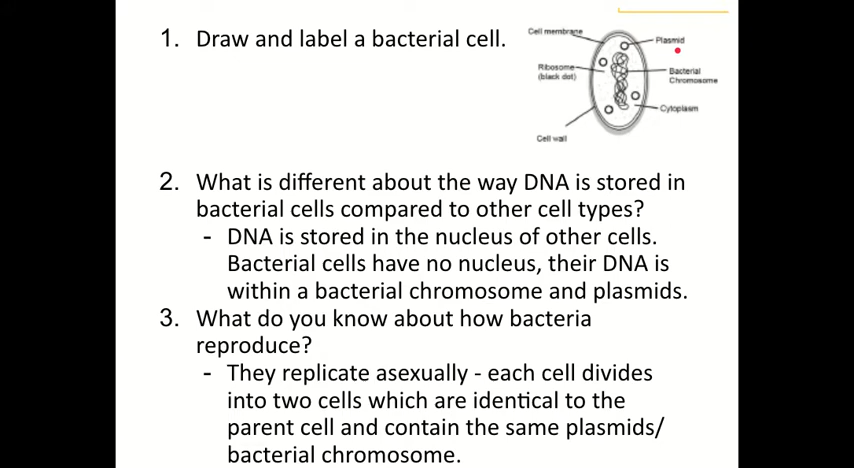 1. Draw and label a bacterial cell.
Cell membrane
Plasmid
Ribosome
(black dot)
Bacterial
Chromosome
Cytoplasm
Cell wall
2. What is different about the way DNA is stored in
bacterial cells compared to other cell types?
- DNA is stored in the nucleus of other cells.
Bacterial cells have no nucleus, their DNA is
within a bacterial chromosome and plasmids.
3. What do you know about how bacteria
reproduce?
- They replicate asexually - each cell divides
into two cells which are identical to the
parent cell and contain the same plasmids/
bacterial chromosome.